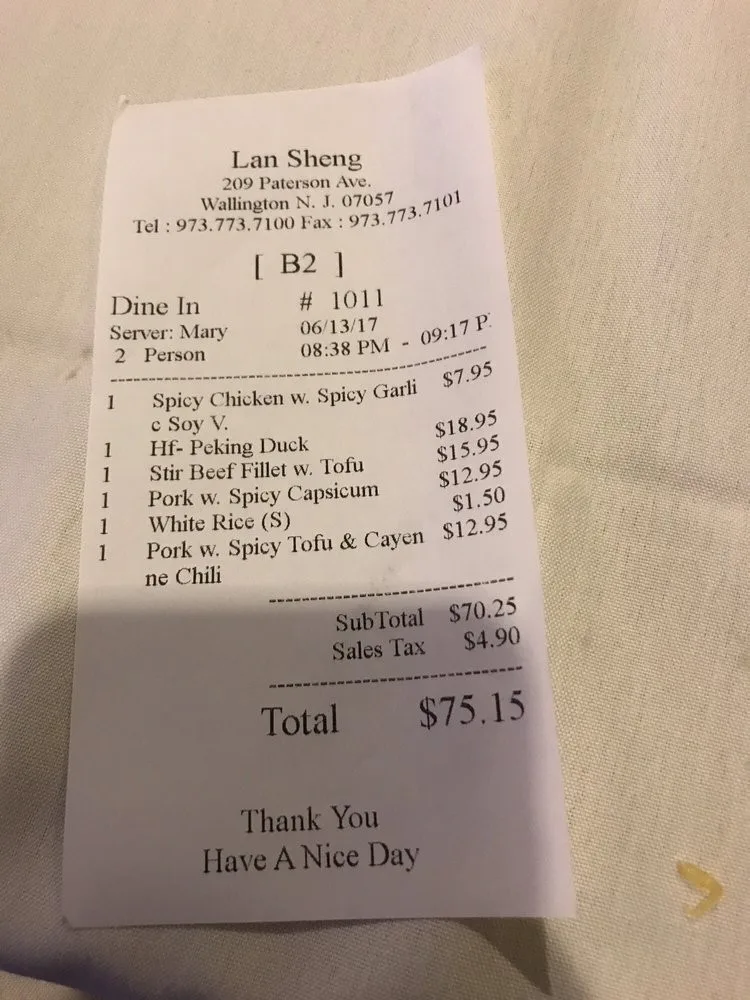 Lan Sheng
209 Paterson Ave.
Wallington N. J. 07057
Tel : 973.773.7100 Fax : 973.773.7101
[ B2 ]
Dine In # 1011
Server: Mary 06/13/17
2 Person 08:38 PM - 09:17 P
1 Spicy Chicken w. Spicy Garli $7.95
c Soy V.
1 Hf- Peking Duck $18.95
1 Stir Beef Fillet w. Tofu $15.95
1 Pork w. Spicy Capsicum $12.95
1 White Rice (S) $1.50
1 Pork w. Spicy Tofu & Cayen $12.95
ne Chili
SubTotal $70.25
Sales Tax $4.90
Total $75.15
Thank You
Have A Nice Day